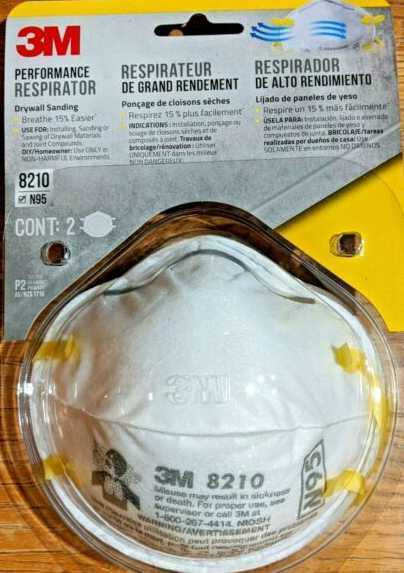 3M
PERFORMANCE
RESPIRATOR
Drywall Sanding
Breathe 15% Easier
USE FOR: Installing, Sanding or
Sawing of Drywall Materials
and Joint Compounds.
DIY/Homeowner: Use ONLY in
NON-HARMFUL Environments
RESPIRATEUR
DE GRAND RENDEMENT
Ponçage de cloisons sèches
Respirez 15 % plus facilement
INDICATIONS : Installation, ponçage ou
sciage de cloisons sèches et de
composés à joint. Travaux de
bricolage/rénovation : Utiliser
UNIQUEMENT dans les milieux
NON DANGEREUX
RESPIRADOR
DE ALTO RENDIMIENTO
Lijado de paneles de yeso
Respire un 15 % más fácilmente
ÚSELA PARA: Instalación, lijado o aserrado
de materiales de paneles de yeso y
compuestos de junta. BRICOLAJE/tareas
realizadas por dueños de casa: Use
SOLAMENTE en entornos NO DAÑINOS
8210
N95
CONT: 2
P2
AS/NZS 1716
3M
3M 8210
Misuse may result in sickness
or death. For proper use, see
supervisor or call 3M at
1-800-267-4414. NIOSH
WARNING/AVERTISSEMENT
N95